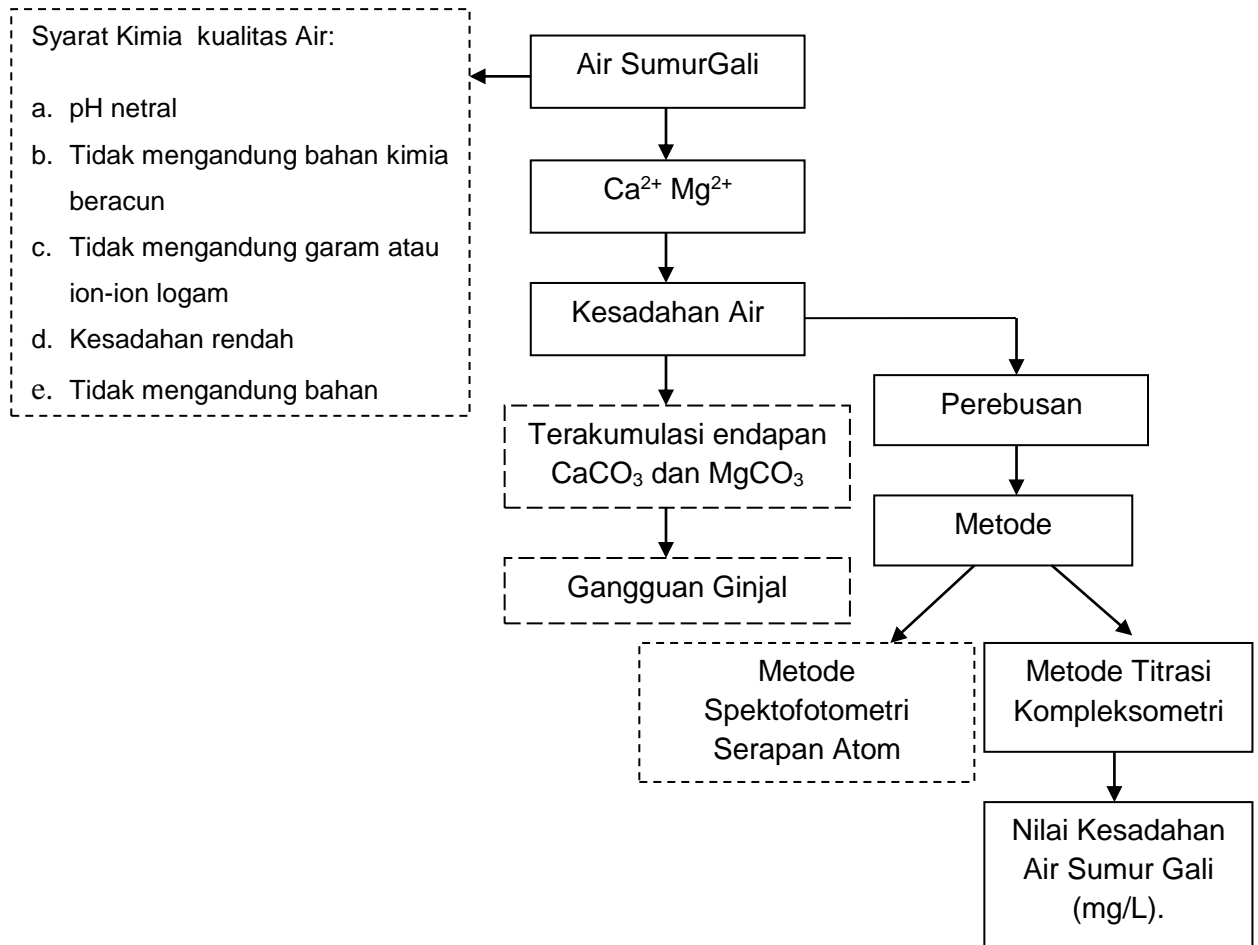 Syarat Kimia  kualitas Air:
a. pH netral
b. Tidak mengandung bahan kimia
beracun
c. Tidak mengandung garam atau
ion-ion logam
d. Kesadahan rendah
e. Tidak mengandung bahan
Air SumurGali
Ca²⁺ Mg²⁺
Kesadahan Air
Terakumulasi endapan
CaCO₃ dan MgCO₃
Gangguan Ginjal
Perebusan
Metode
Metode
Spektofotometri
Serapan Atom
Metode Titrasi
Kompleksometri
Nilai Kesadahan
Air Sumur Gali
(mg/L).